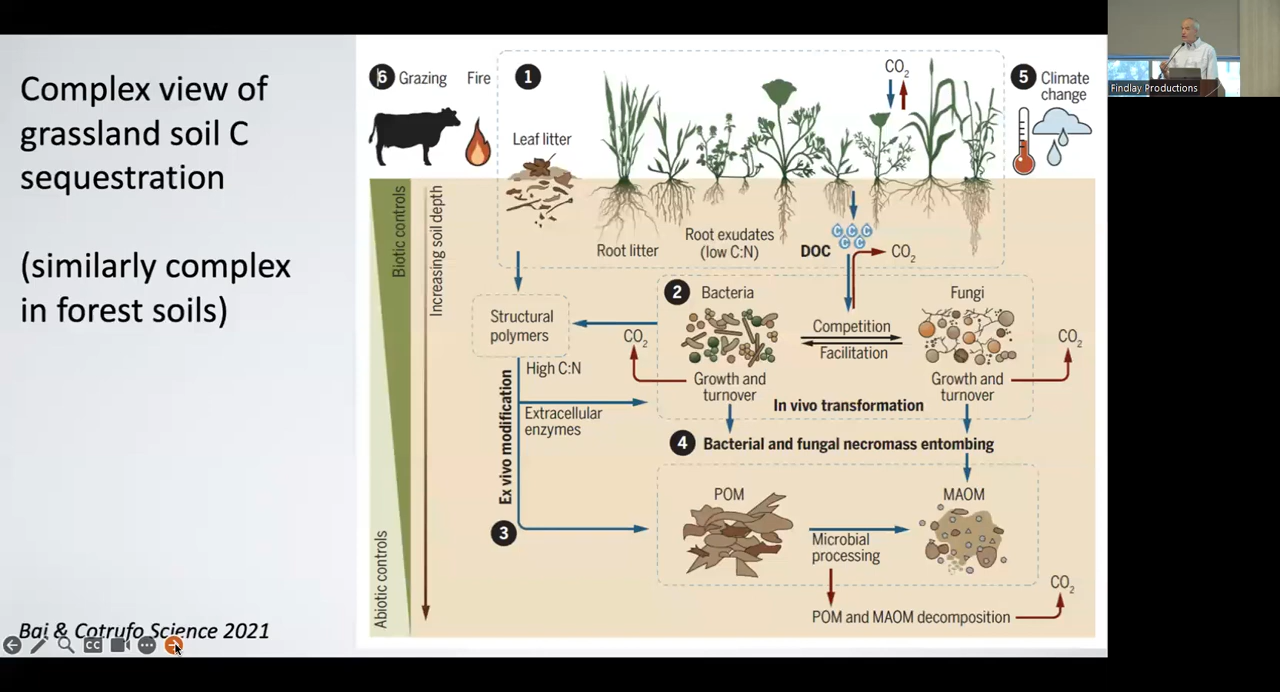 Complex view of
grassland soil C
sequestration
(similarly complex
in forest soils)
Bai & Cotrufo Science 2021
6 Grazing
Fire
1
Leaf litter
CO2
5 Climate
change
Biotic controls
Increasing soil depth
Abiotic controls
Root litter
Root exudates
(low C:N)
DOC
C C C
C C
CO2
Structural
polymers
2 Bacteria
Fungi
Competition
Facilitation
CO2
CO2
High C:N
Growth and
turnover
Growth and
turnover
In vivo transformation
Extracellular
enzymes
Ex vivo modification
3
4 Bacterial and fungal necromass entombing
POM
MAOM
Microbial
processing
POM and MAOM decomposition
CO2
CC
Findlay Productions